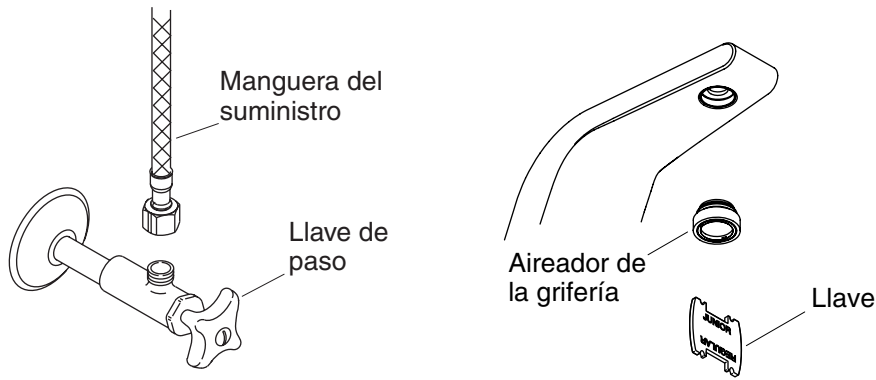 Manguera del
suministro
Llave de
paso
Aireador de
la grifería
Llave
JUNIOR
REGULAR